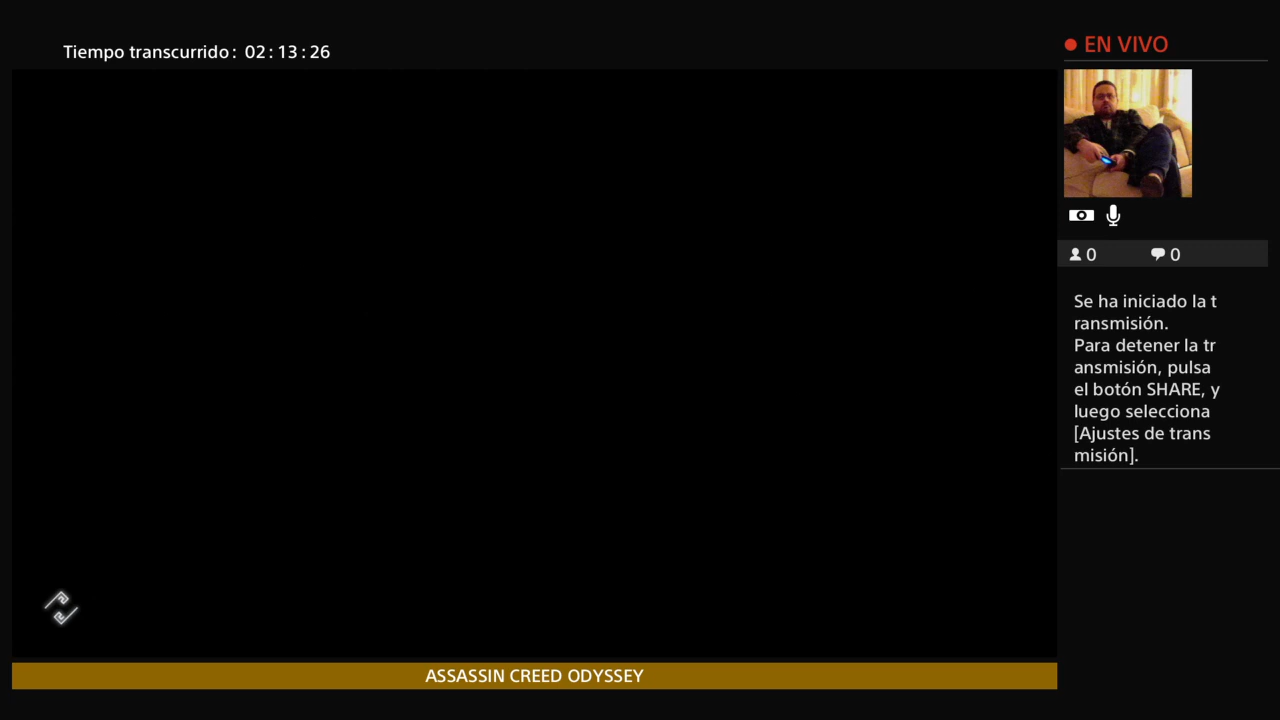 Tiempo transcurrido: 02:13:26
EN VIVO
0 0
Se ha iniciado la t
ransmisión.
Para detener la tr
ansmisión, pulsa
el botón SHARE, y
luego selecciona
[Ajustes de trans
misión].
ASSASSIN CREED ODYSSEY